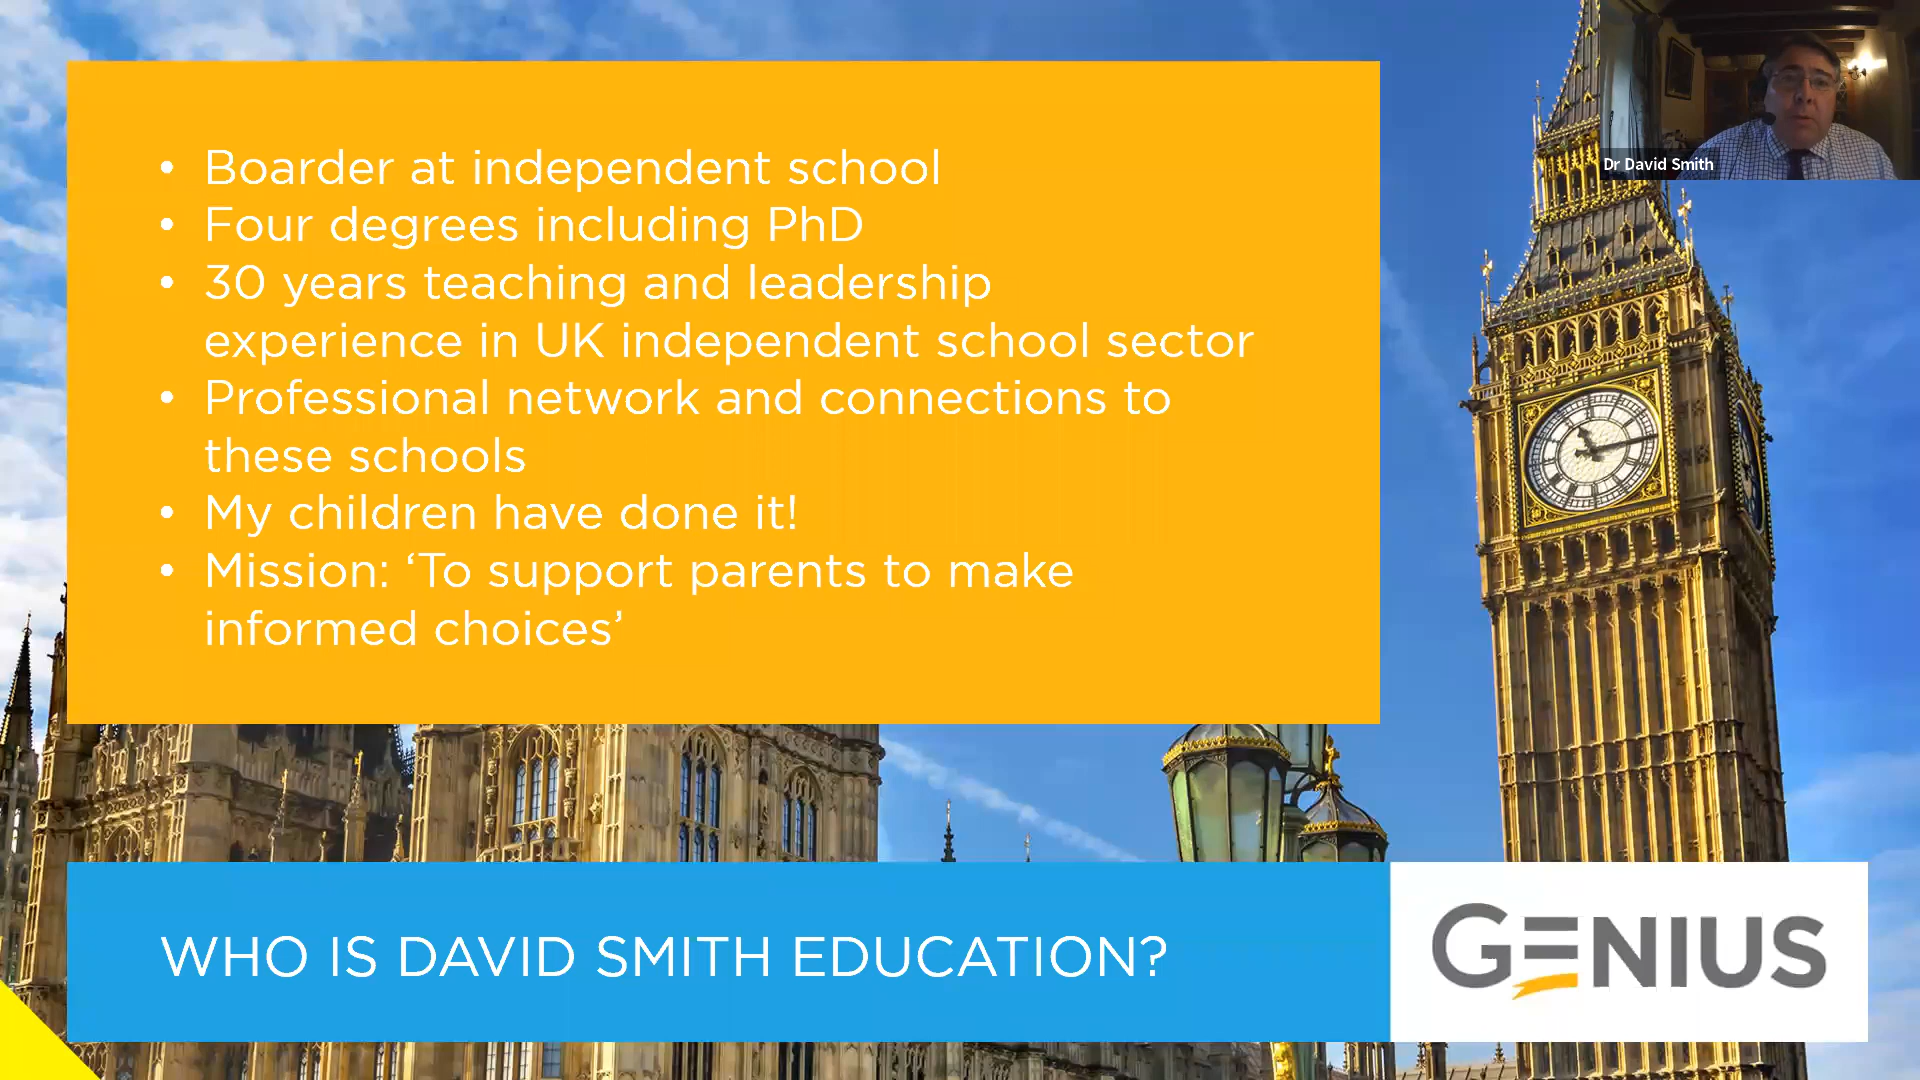 • Boarder at independent school
• Four degrees including PhD
• 30 years teaching and leadership
experience in UK independent school sector
• Professional network and connections to
these schools
• My children have done it!
• Mission: ‘To support parents to make
informed choices’
Dr David Smith
WHO IS DAVID SMITH EDUCATION?
GENIUS